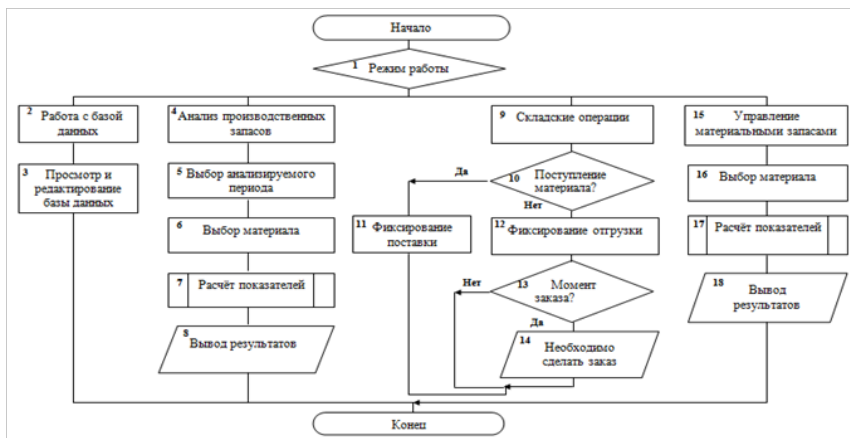 Начало
1 Режим работы
2 Работа с базой
данных
3 Просмотр и
редактирование
базы данных
4 Анализ производственных
запасов
5 Выбор анализируемого
периода
6 Выбор материала
7 Расчёт показателей
8 Вывод результатов
9 Складские операции
10 Поступление
материала?
Да
Нет
11 Фиксирование
поставки
12 Фиксирование отгрузки
13 Момент
заказа?
Нет
Да
14 Необходимо
сделать заказ
15 Управление
материальными запасами
16 Выбор материала
17 Расчёт показателей
18 Вывод
результатов
Конец